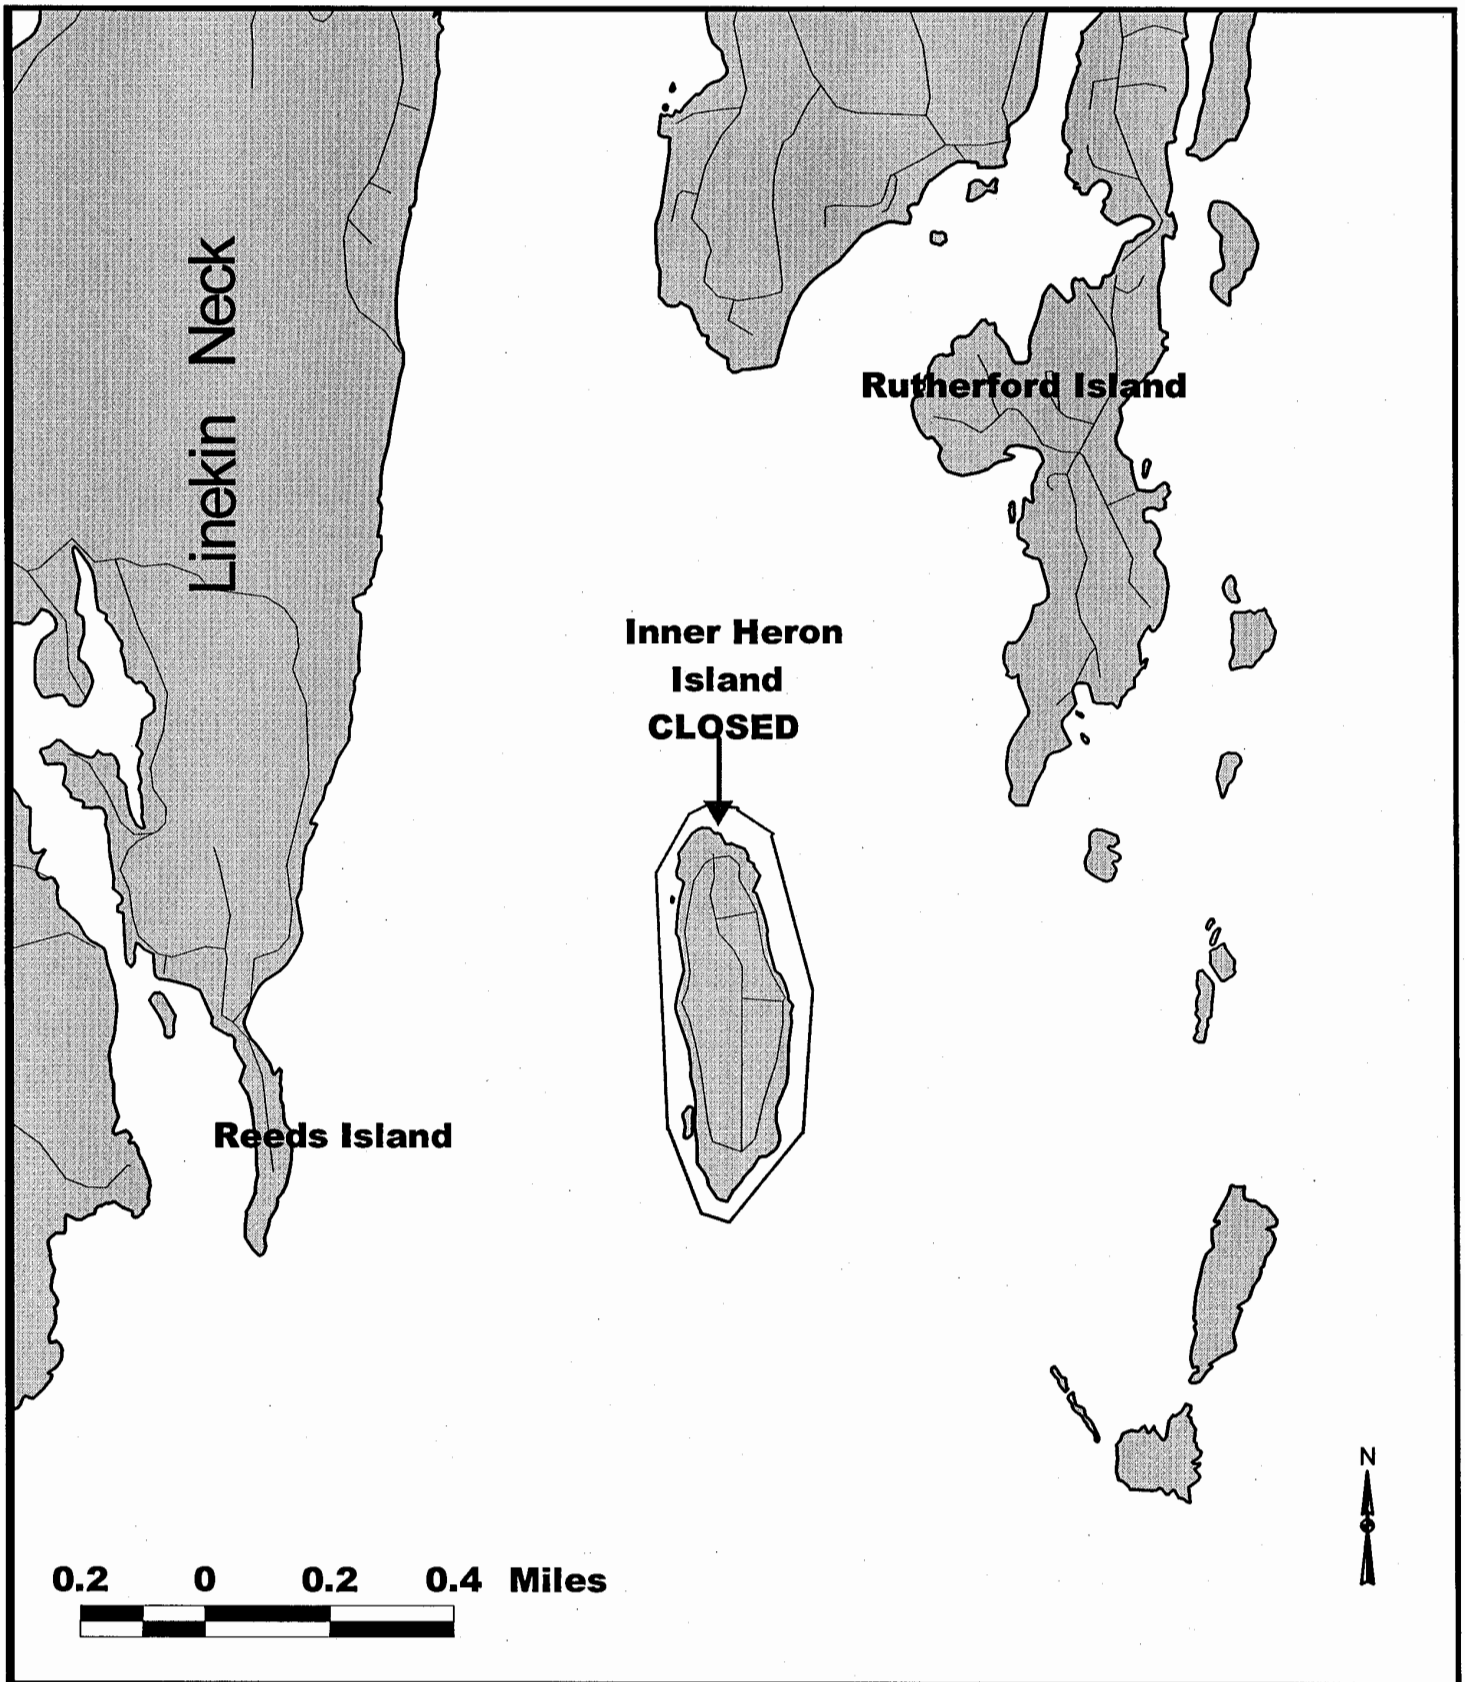 Linekin Neck
Rutherford Island
Inner Heron
Island
CLOSED
Reeds Island
N
0.2 0 0.2 0.4 Miles